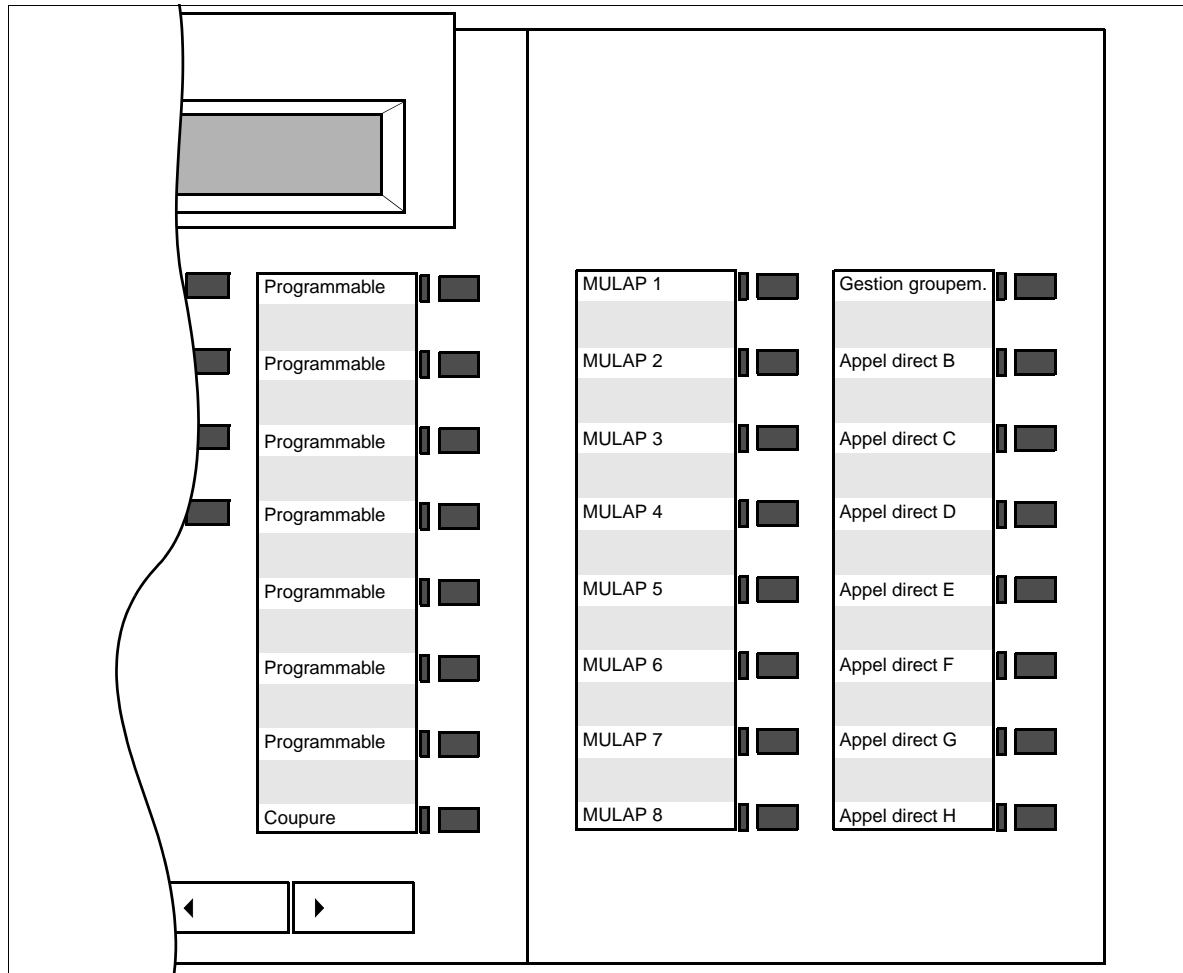 Programmable
Programmable
Programmable
Programmable
Programmable
Programmable
Programmable
Coupure
MULAP 1
MULAP 2
MULAP 3
MULAP 4
MULAP 5
MULAP 6
MULAP 7
MULAP 8
Gestion groupem.
Appel direct B
Appel direct C
Appel direct D
Appel direct E
Appel direct F
Appel direct G
Appel direct H